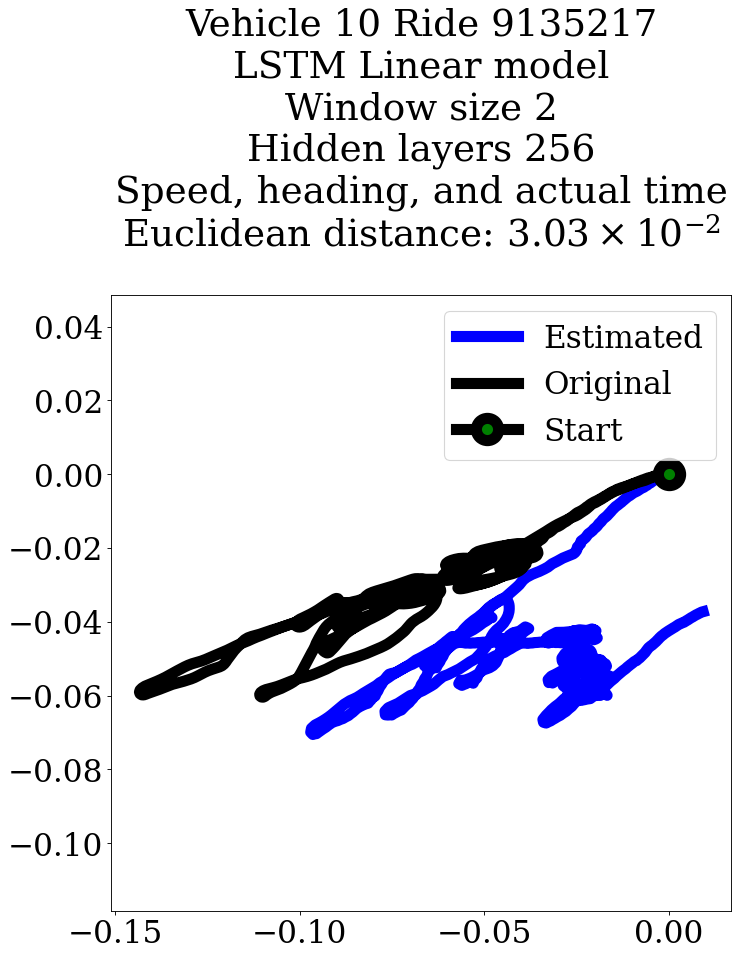 Vehicle 10 Ride 9135217
LSTM Linear model
Window size 2
Hidden layers 256
Speed, heading, and actual time
Euclidean distance: 3.03 × 10⁻²
Estimated
Original
Start
0.04
0.02
0.00
−0.02
−0.04
−0.06
−0.08
−0.10
−0.15 −0.10 −0.05 0.00